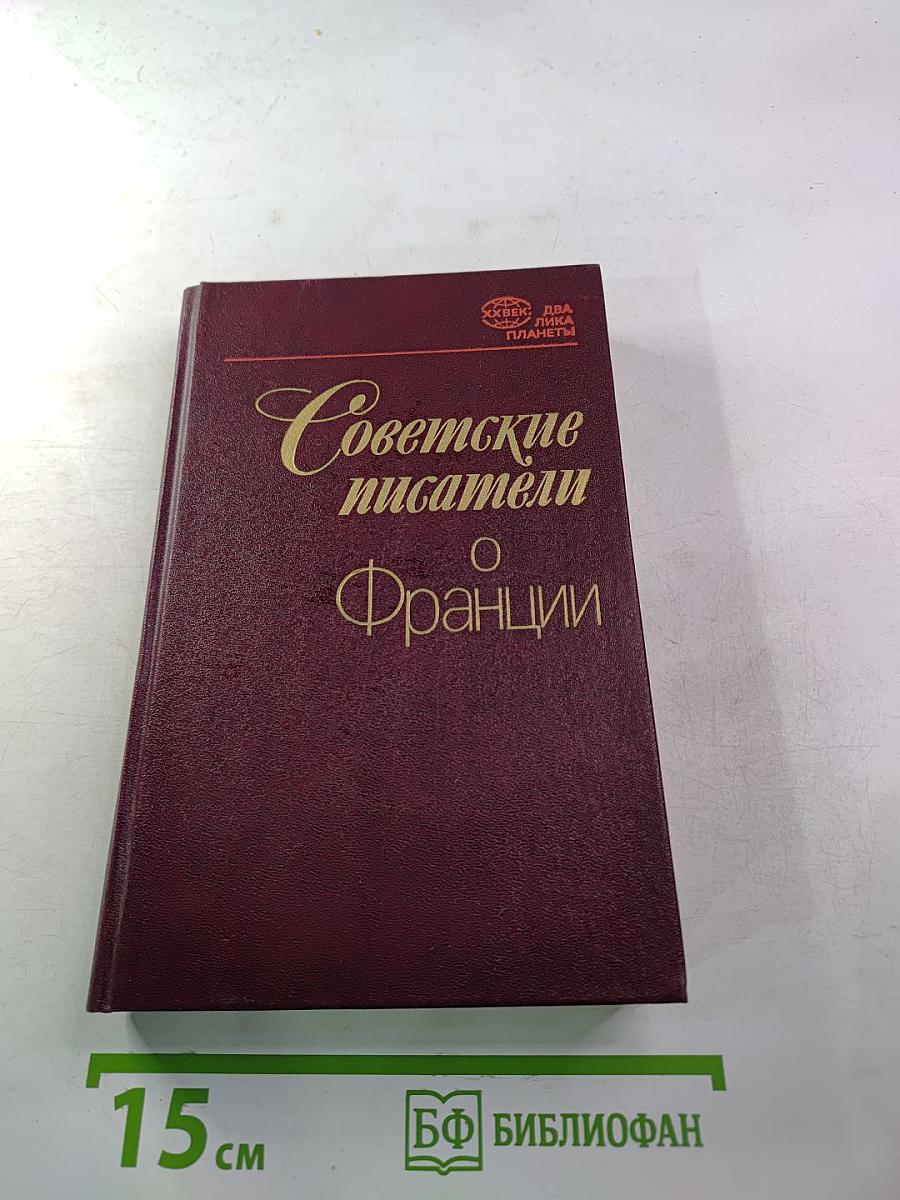 XX ВЕК:
ДВА
ЛИКА
ПЛАНЕТЫ
Советские
писатели
о
Франции
15 см
БФ БИБЛИОФАН